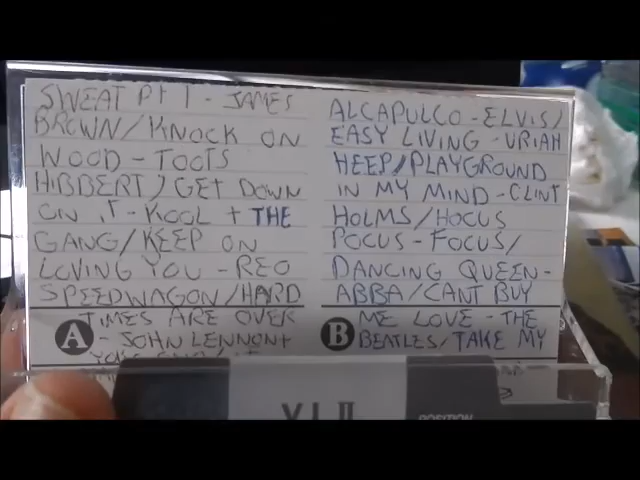 SWEAT Pt 1 - JAMES
BROWN/KNOCK ON
WOOD - TOOTS
HIBBERT/GET DOWN
ON IT - KOOL + THE
GANG/KEEP ON
LOVING YOU - REO
SPEEDWAGON/HARD
TIMES ARE OVER
A
- JOHN LENNON+
ALCAPULCO - ELVIS/
EASY LIVING - URIAH
HEEP/PLAYGROUND
IN MY MIND - CLINT
HOLMS/HOCUS
POCUS - FOCUS/
DANCING QUEEN -
ABBA/CANT BUY
ME LOVE - THE
B
BEATLES/TAKE MY
POSITION